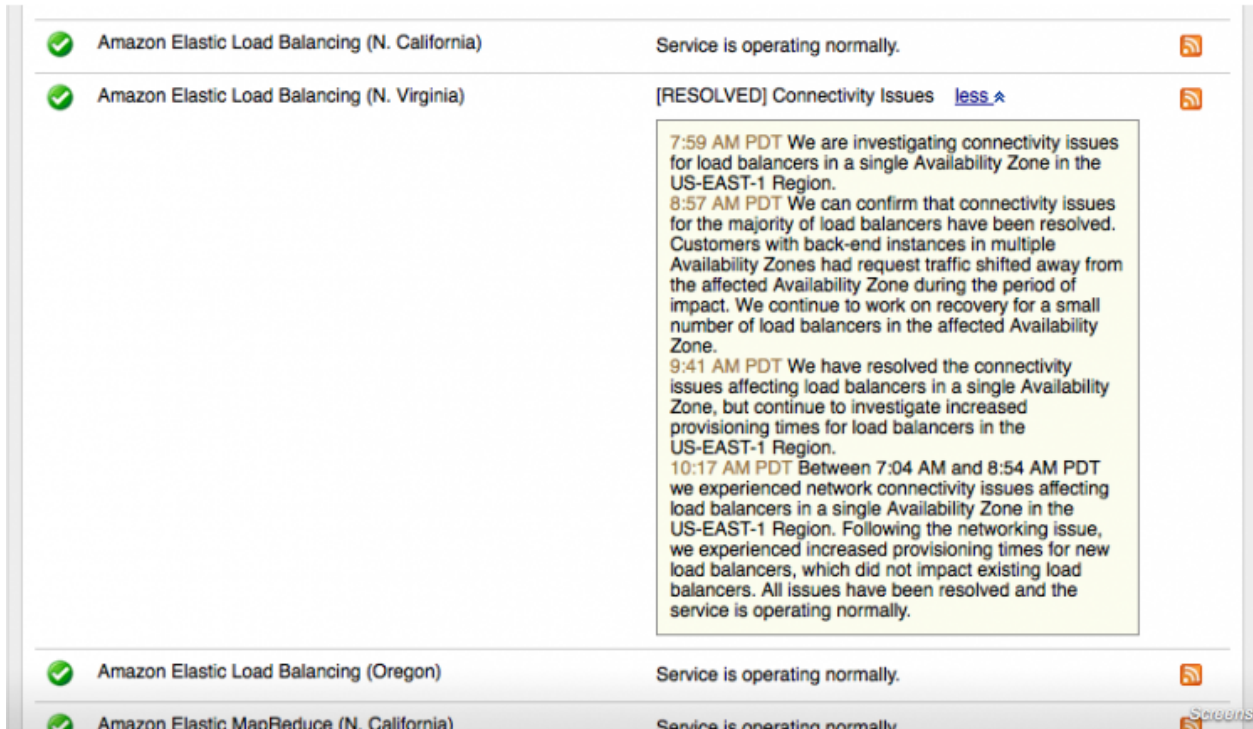 Amazon Elastic Load Balancing (N. California) Service is operating normally.
Amazon Elastic Load Balancing (N. Virginia) [RESOLVED] Connectivity Issues less
7:59 AM PDT We are investigating connectivity issues
for load balancers in a single Availability Zone in the
US-EAST-1 Region.
8:57 AM PDT We can confirm that connectivity issues
for the majority of load balancers have been resolved.
Customers with back-end instances in multiple
Availability Zones had request traffic shifted away from
the affected Availability Zone during the period of
impact. We continue to work on recovery for a small
number of load balancers in the affected Availability
Zone.
9:41 AM PDT We have resolved the connectivity
issues affecting load balancers in a single Availability
Zone, but continue to investigate increased
provisioning times for load balancers in the
US-EAST-1 Region.
10:17 AM PDT Between 7:04 AM and 8:54 AM PDT
we experienced network connectivity issues affecting
load balancers in a single Availability Zone in the
US-EAST-1 Region. Following the networking issue,
we experienced increased provisioning times for new
load balancers, which did not impact existing load
balancers. All issues have been resolved and the
service is operating normally.
Amazon Elastic Load Balancing (Oregon) Service is operating normally.
Amazon Elastic MapReduce (N. California) Service is operating normally.
Screens